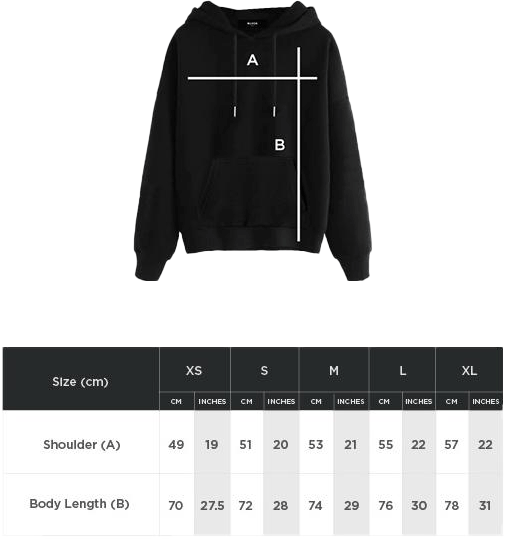 A
B
Size (cm) XS S M L XL
CM INCHES CM INCHES CM INCHES CM INCHES CM INCHES
Shoulder (A) 49 19 51 20 53 21 55 22 57 22
Body Length (B) 70 27.5 72 28 74 29 76 30 78 31